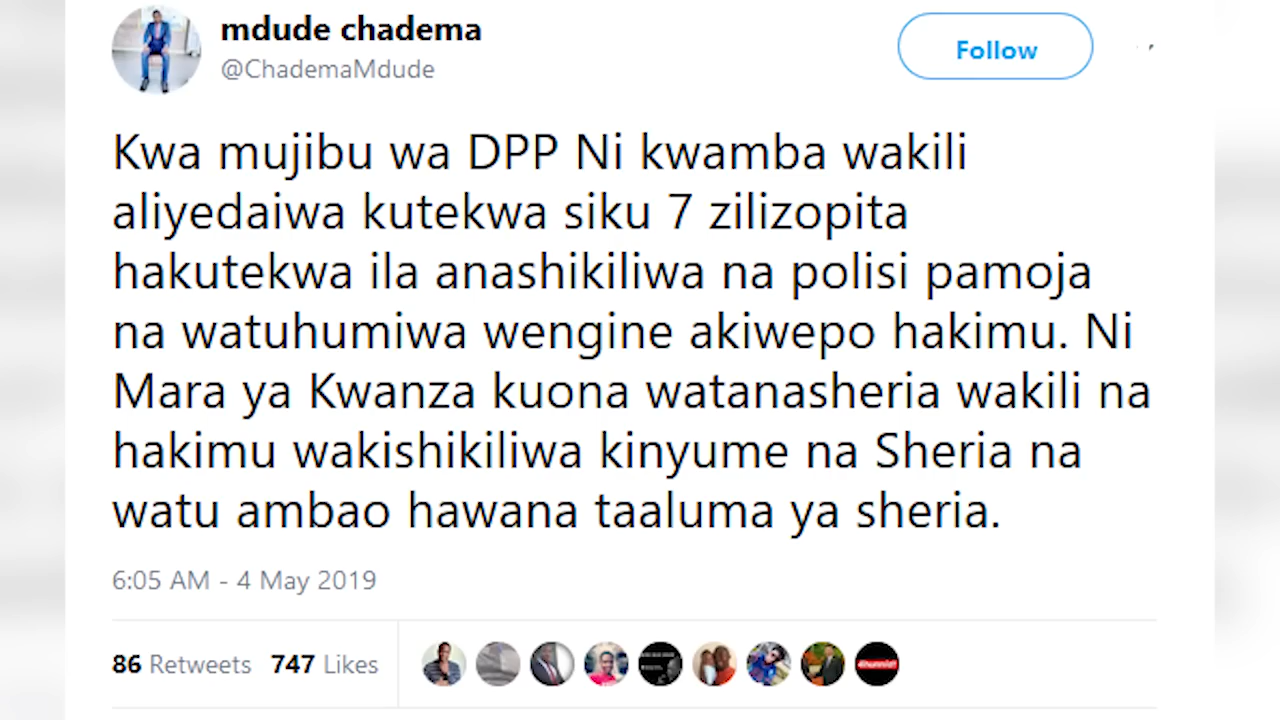 mdude chadema
@ChademaMdude
Follow
Kwa mujibu wa DPP Ni kwamba wakili
aliyedaiwa kutekwa siku 7 zilizopita
hakutekwa ila anashikiliwa na polisi pamoja
na watuhumiwa wengine akiwepo hakimu. Ni
Mara ya Kwanza kuona watanasheria wakili na
hakimu wakishikiliwa kinyume na Sheria na
watu ambao hawana taaluma ya sheria.
6:05 AM - 4 May 2019
86 Retweets 747 Likes